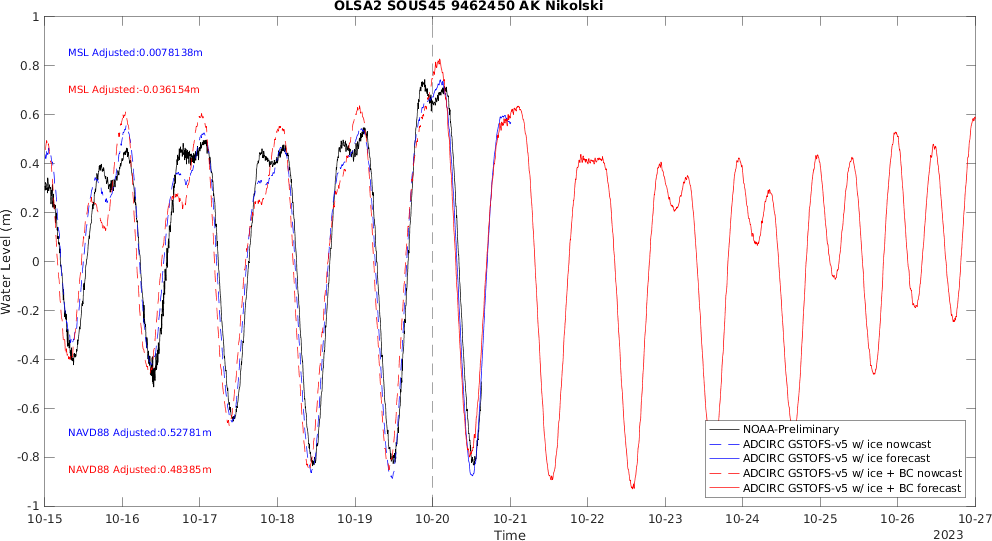 OLSA2 SOUS45 9462450 AK Nikolski
1
MSL Adjusted:0.0078138m
0.8
MSL Adjusted:-0.036154m
0.6
0.4
0.2
0
-0.2
-0.4
-0.6
-0.8
-1
Water Level (m)
NAVD88 Adjusted:0.52781m
NAVD88 Adjusted:0.48385m
NOAA-Preliminary
ADCIRC GSTOFS-v5 w/ ice nowcast
ADCIRC GSTOFS-v5 w/ ice forecast
ADCIRC GSTOFS-v5 w/ ice + BC nowcast
ADCIRC GSTOFS-v5 w/ ice + BC forecast
10-15 10-16 10-17 10-18 10-19 10-20 10-21 10-22 10-23 10-24 10-25 10-26 10-27
Time
2023